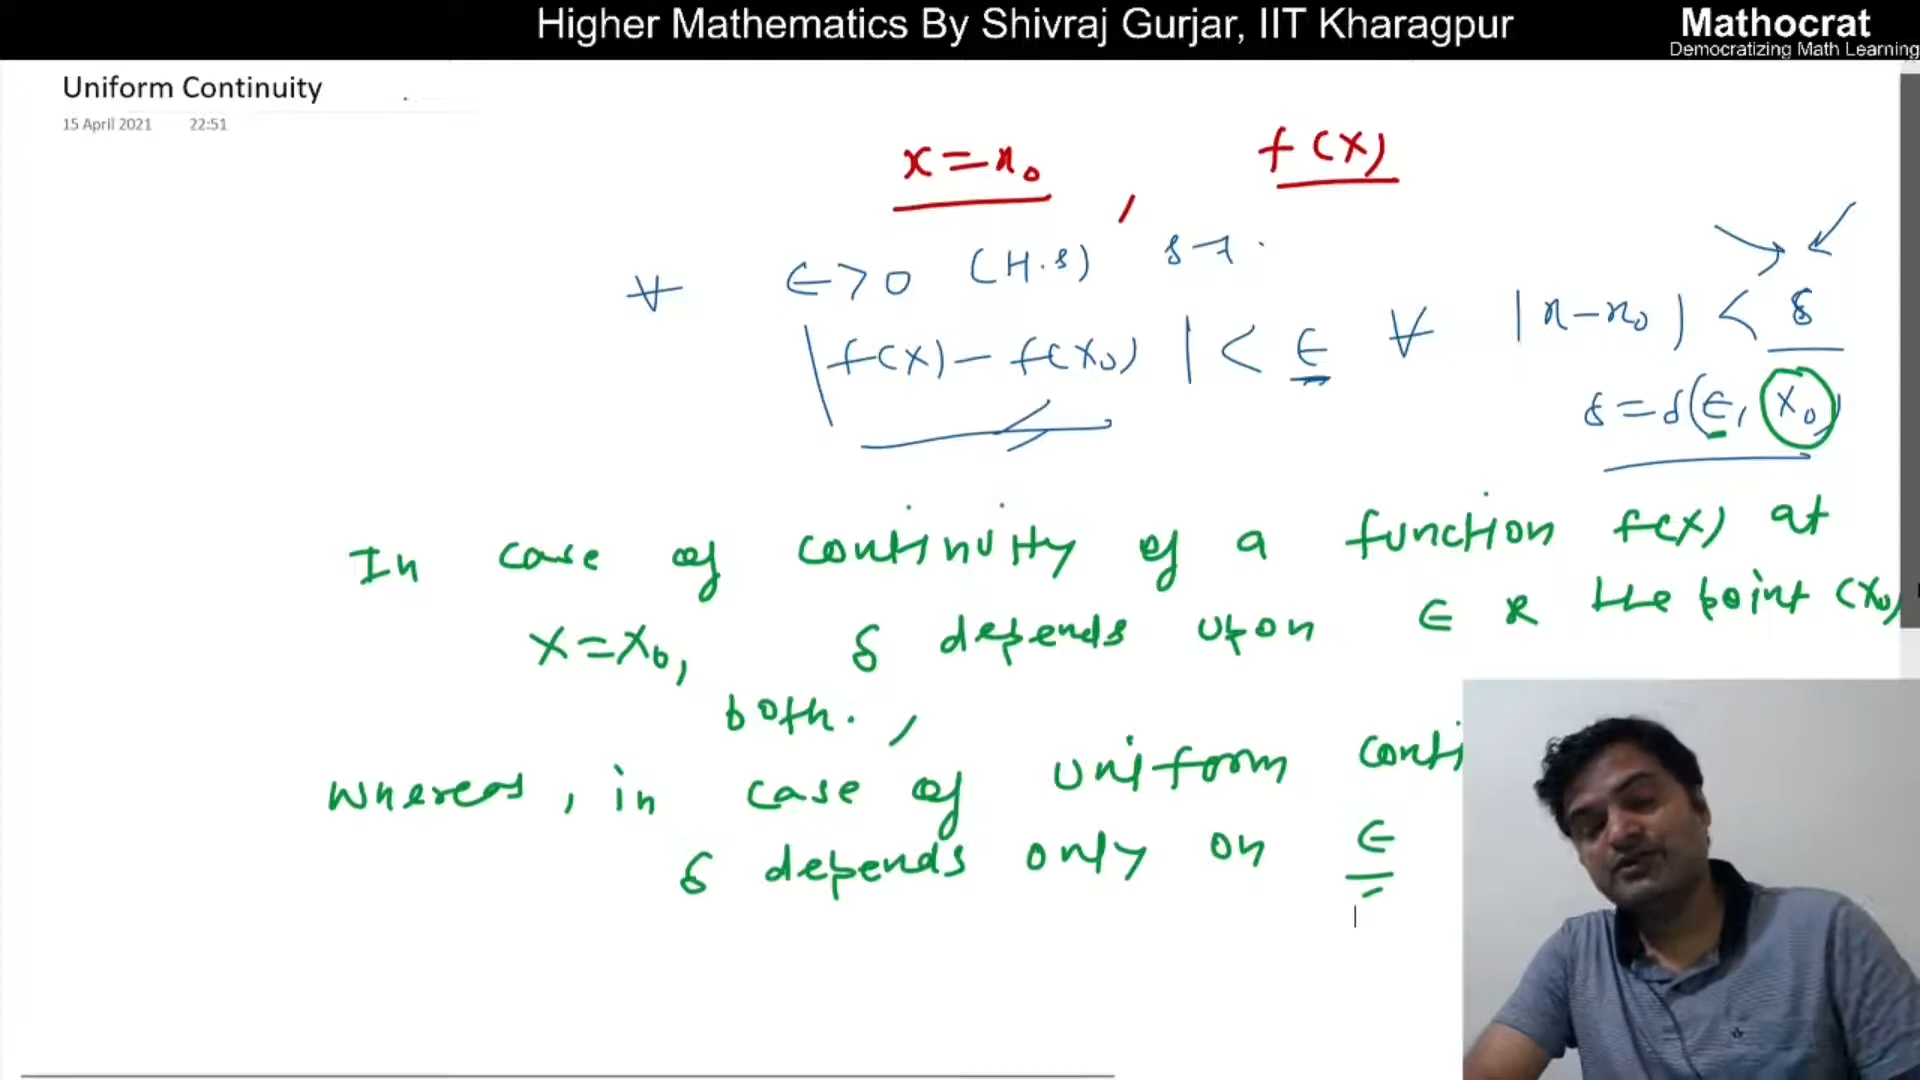 Higher Mathematics By Shivraj Gurjar, IIT Kharagpur
Mathocrat
Democratizing Math Learning
Uniform Continuity
15 April 2021 22:51
x=x₀ , f(x)
∀ ∈>0 (H.s) s.t.
|f(x)-f(x₀)|<∈ ∀ |x-x₀|<δ
δ=δ(∈, x₀)
In case of continuity of a function f(x) at
x=x₀, δ depends upon ∈ & the point (x₀)
both.,
whereas, in case of uniform conti
δ depends only on ∈